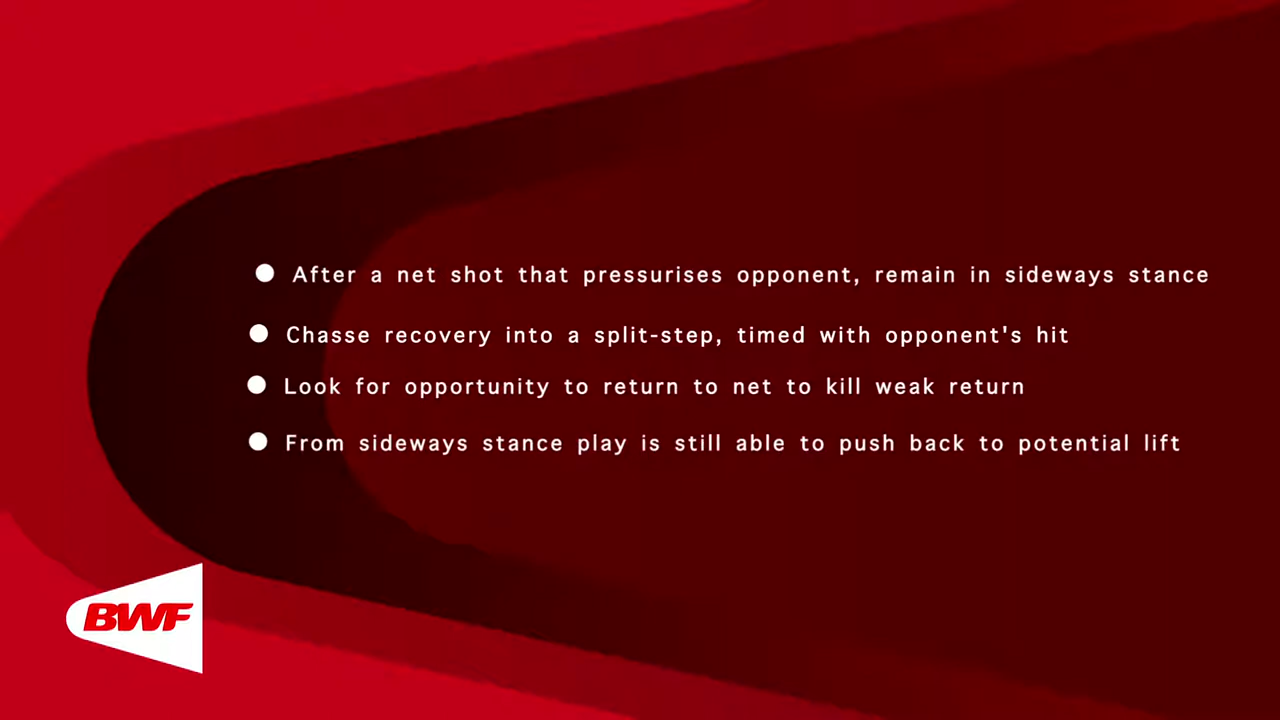 ● After a net shot that pressurises opponent, remain in sideways stance
● Chasse recovery into a split-step, timed with opponent's hit
● Look for opportunity to return to net to kill weak return
● From sideways stance play is still able to push back to potential lift
BWF